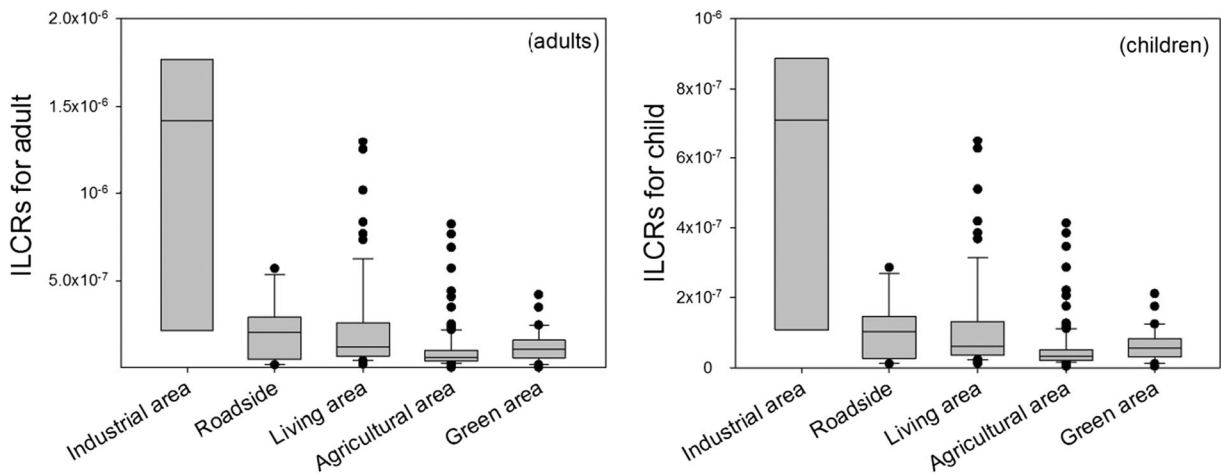 ILCRs for adult
2.0x10-6
1.5x10-6
10-6
5.0x10-7
(adults)
Industrial area
Roadside
Living area
Agricultural area
Green area
ILCRs for child
10-6
8x10-7
6x10-7
4x10-7
2x10-7
0
(children)
Industrial area
Roadside
Living area
Agricultural area
Green area